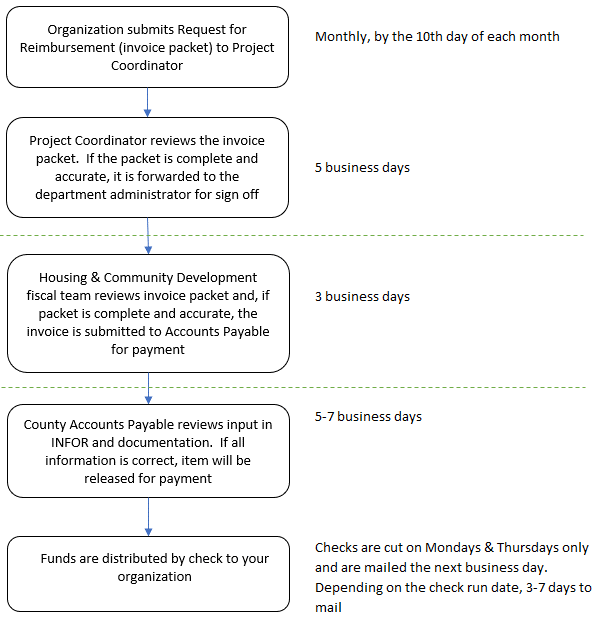 Organization submits Request for
Reimbursement (invoice packet) to Project
Coordinator
Monthly, by the 10th day of each month
Project Coordinator reviews the invoice
packet.  If the packet is complete and
accurate, it is forwarded to the
department administrator for sign off
5 business days
Housing & Community Development
fiscal team reviews invoice packet and, if
packet is complete and accurate, the
invoice is submitted to Accounts Payable
for payment
3 business days
County Accounts Payable reviews input in
INFOR and documentation.  If all
information is correct, item will be
released for payment
5-7 business days
Funds are distributed by check to your
organization
Checks are cut on Mondays & Thursdays only
and are mailed the next business day.
Depending on the check run date, 3-7 days to
mail